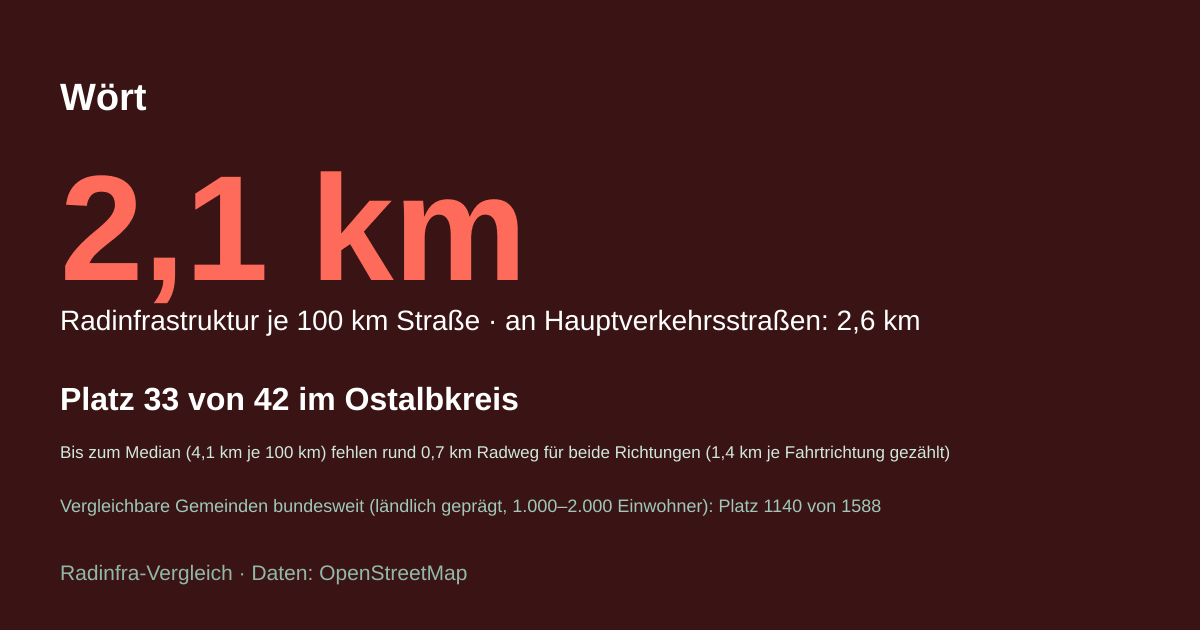 Wört
2,1 km
Radinfrastruktur je 100 km Straße · an Hauptverkehrsstraßen: 2,6 km
Platz 33 von 42 im Ostalbkreis
Bis zum Median (4,1 km je 100 km) fehlen rund 0,7 km Radweg für beide Richtungen (1,4 km je Fahrtrichtung gezählt)
Vergleichbare Gemeinden bundesweit (ländlich geprägt, 1.000–2.000 Einwohner): Platz 1140 von 1588
Radinfra-Vergleich · Daten: OpenStreetMap